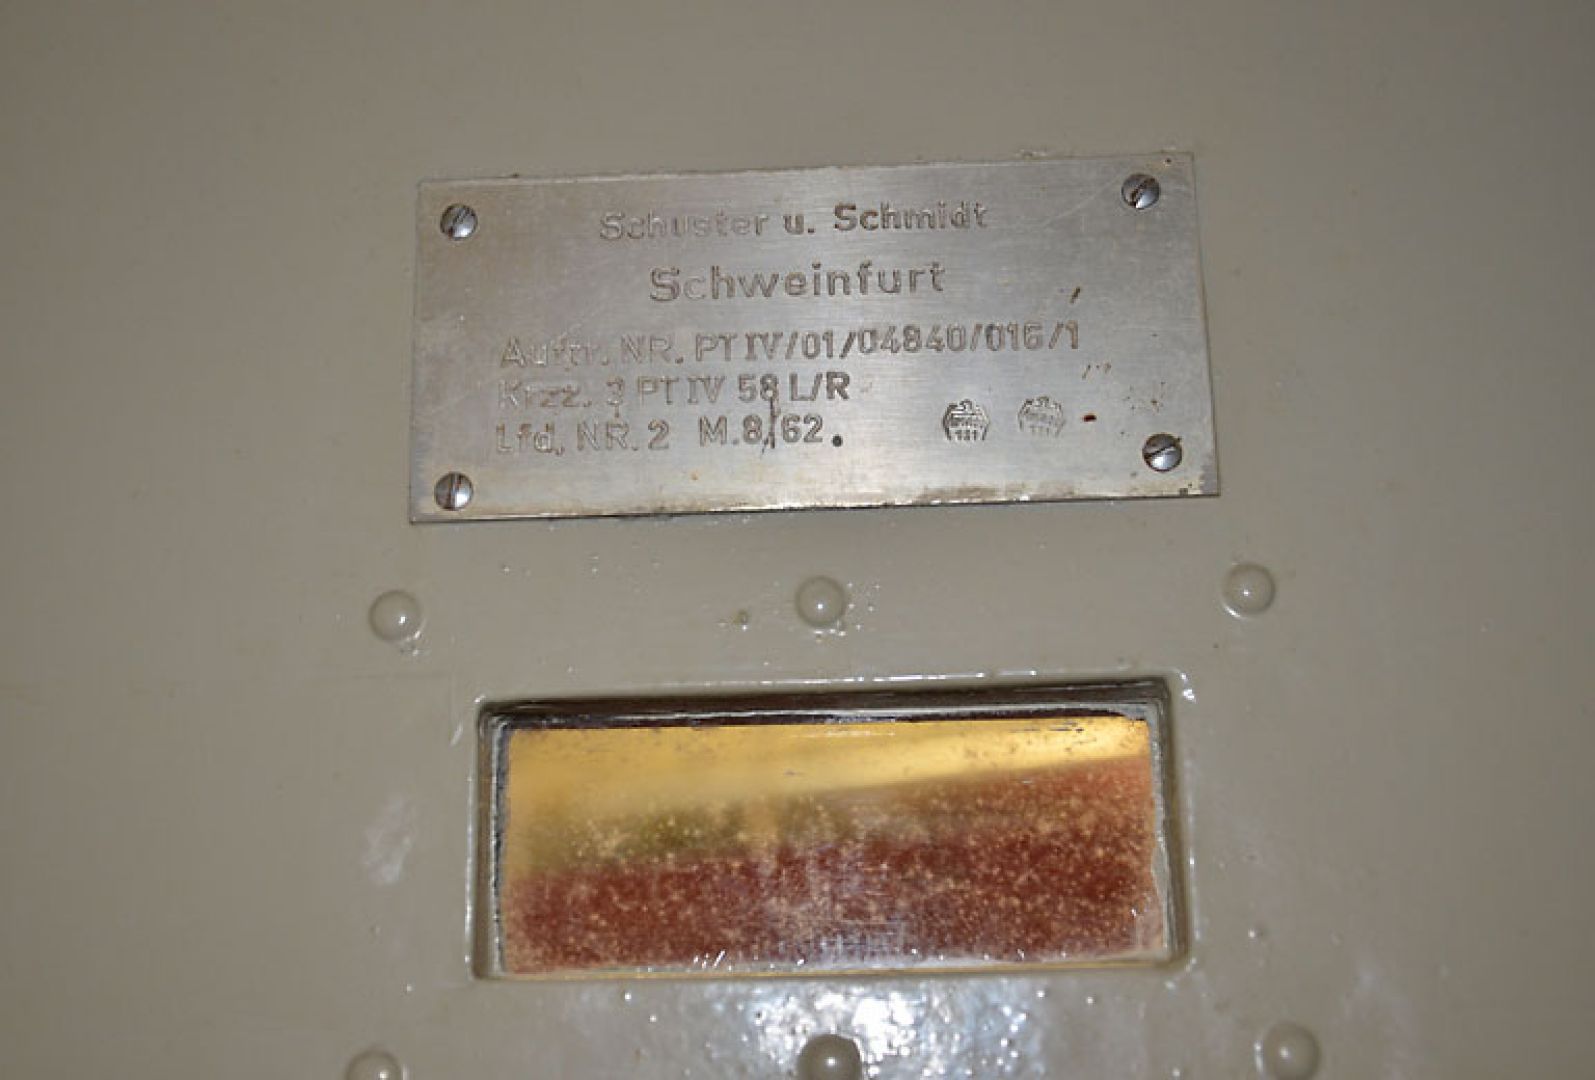 Schuster u. Schmidt
Schweinfurt
Auftr. NR. PT IV/01/04840/016/1
Krzz. 3 PT IV 58 L/R
Lfd. NR. 2 M.8/62.